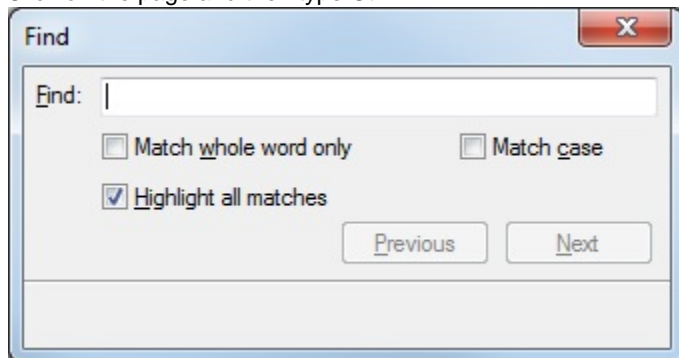 Find
Find:
Match whole word only
Match case
Highlight all matches
Previous
Next